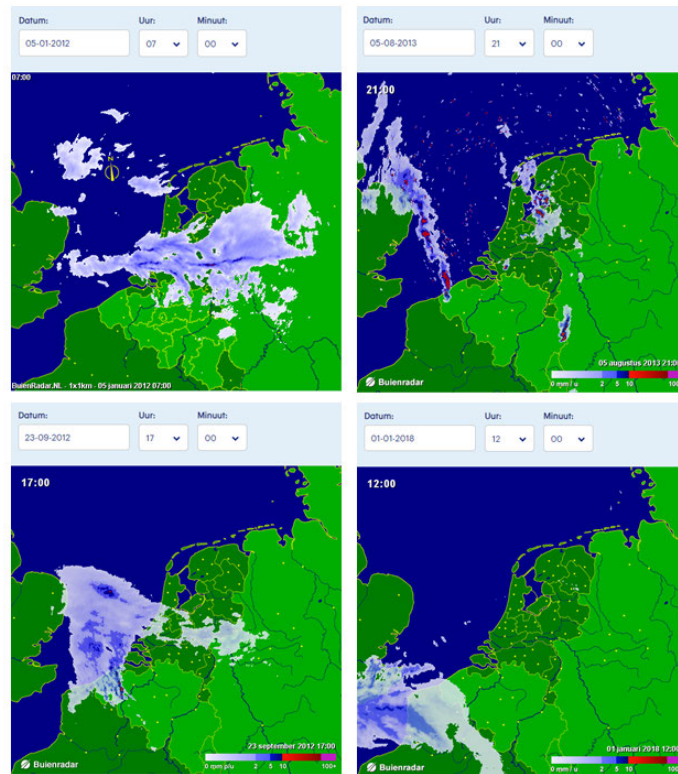 Datum: Uur: Minuut:
05-01-2012 07 00
07:00
N
BuienRadar.NL - 1x1km - 05 januari 2012 07:00
Datum: Uur: Minuut:
05-08-2013 21 00
21:00
05 augustus 2013 21:00
Buienradar 0 mm / u 2 5 10 100
Datum: Uur: Minuut:
23-09-2012 17 00
17:00
23 september 2012 17:00
Buienradar 0 mm p/u 2 5 10 100+
Datum: Uur: Minuut:
01-01-2018 12 00
12:00
01 januari 2018 12:00
Buienradar 0 mm / u 2 5 10 100